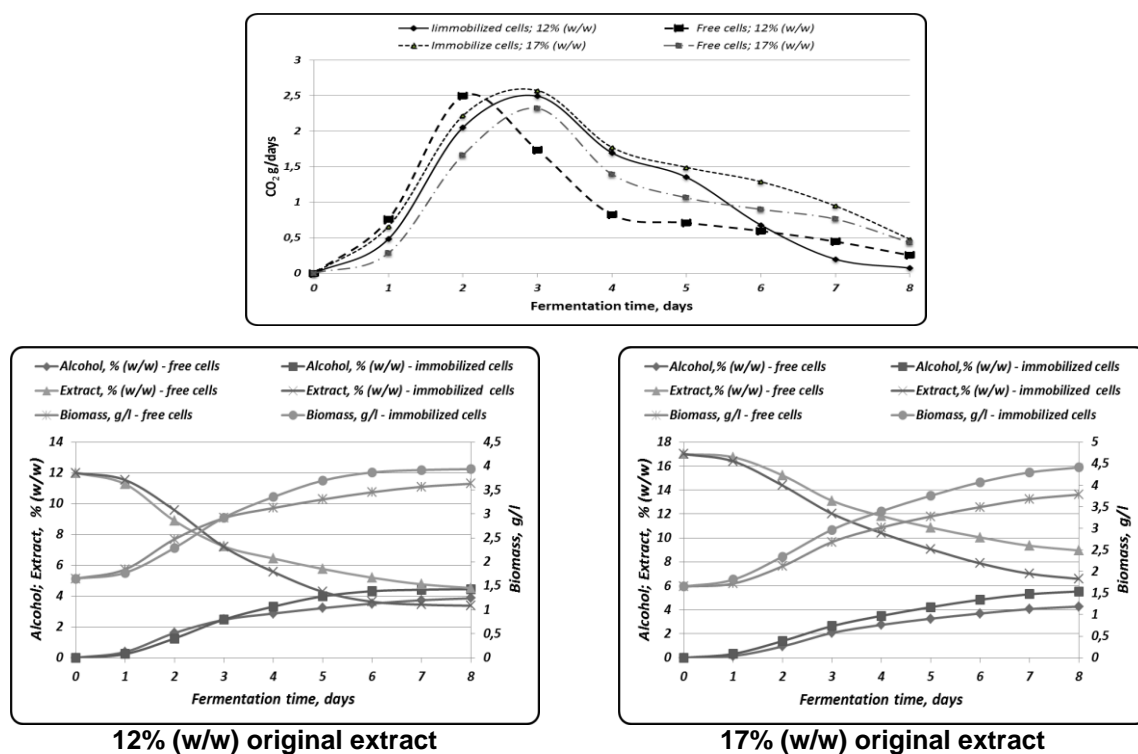 Iimmobilized cells; 12% (w/w) Free cells; 12% (w/w)
Immobilize cells; 17% (w/w) Free cells; 17% (w/w)
3
2,5
2
1,5
1
0,5
0
CO2 g/days
0 1 2 3 4 5 6 7 8
Fermentation time, days
Alcohol, % (w/w) - free cells Alcohol, % (w/w) - immobilized cells
Extract, % (w/w) - free cells Extract, % (w/w) - immobilized cells
Biomass, g/l - free cells Biomass, g/l - immobilized cells
14 4,5
12 4
10 3,5
8 3
6 2,5
4 2
2 1,5
0 1
0,5
0
Alcohol; Extract, % (w/w)
Biomass, g/l
0 1 2 3 4 5 6 7 8
Fermentation time, days
12% (w/w) original extract
Alcohol,% (w/w) - free cells Alcohol, % (w/w) - immobilized cells
Extract,% (w/w) - free cells Extract,% (w/w) - immobilized cells
Biomass, g/l - free cells Biomass, g/l - immobilized cells
18 5
16 4,5
14 4
12 3,5
10 3
8 2,5
6 2
4 1,5
2 1
0 0,5
0
Alcohol; Extract, % (w/w)
Biomass, g/l
0 1 2 3 4 5 6 7 8
Fermentation time, days
17% (w/w) original extract